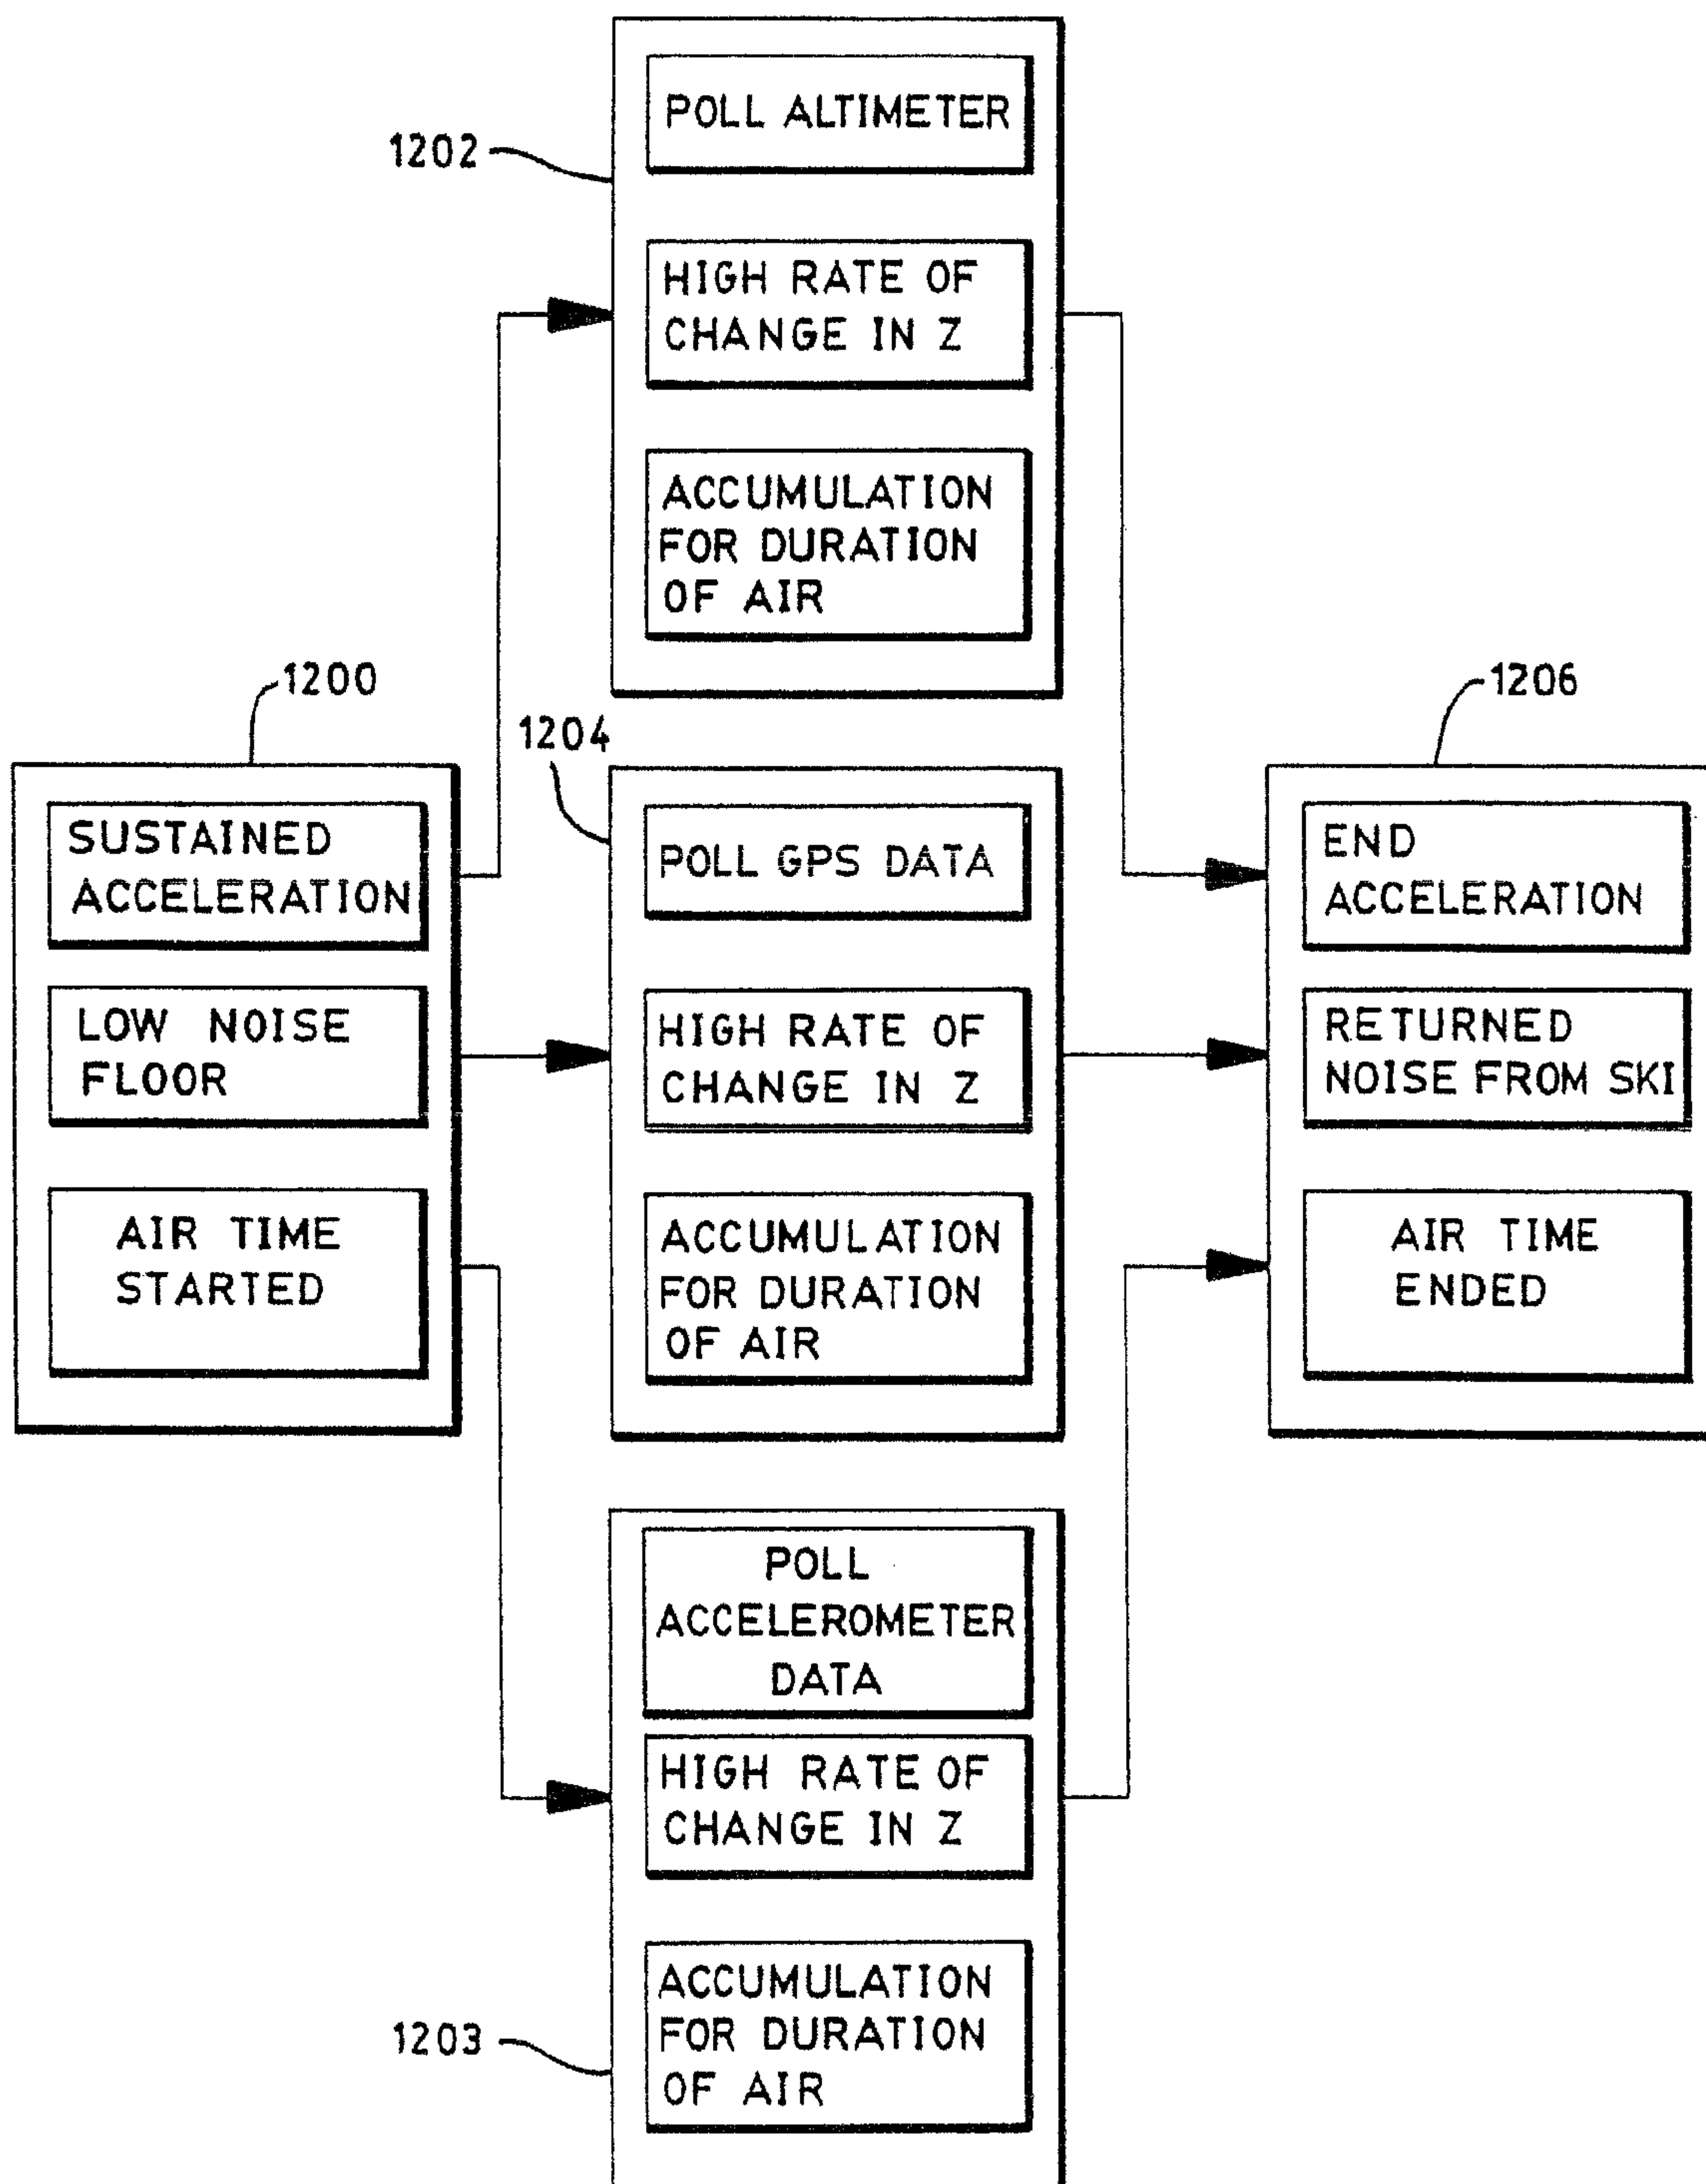 1200
SUSTAINED
ACCELERATION
LOW NOISE
FLOOR
AIR TIME
STARTED
1202
POLL ALTIMETER
HIGH RATE OF
CHANGE IN Z
ACCUMULATION
FOR DURATION
OF AIR
1204
POLL GPS DATA
HIGH RATE OF
CHANGE IN Z
ACCUMULATION
FOR DURATION
OF AIR
POLL
ACCELEROMETER
DATA
HIGH RATE OF
CHANGE IN Z
1203
ACCUMULATION
FOR DURATION
OF AIR
1206
END
ACCELERATION
RETURNED
NOISE FROM SKI
AIR TIME
ENDED